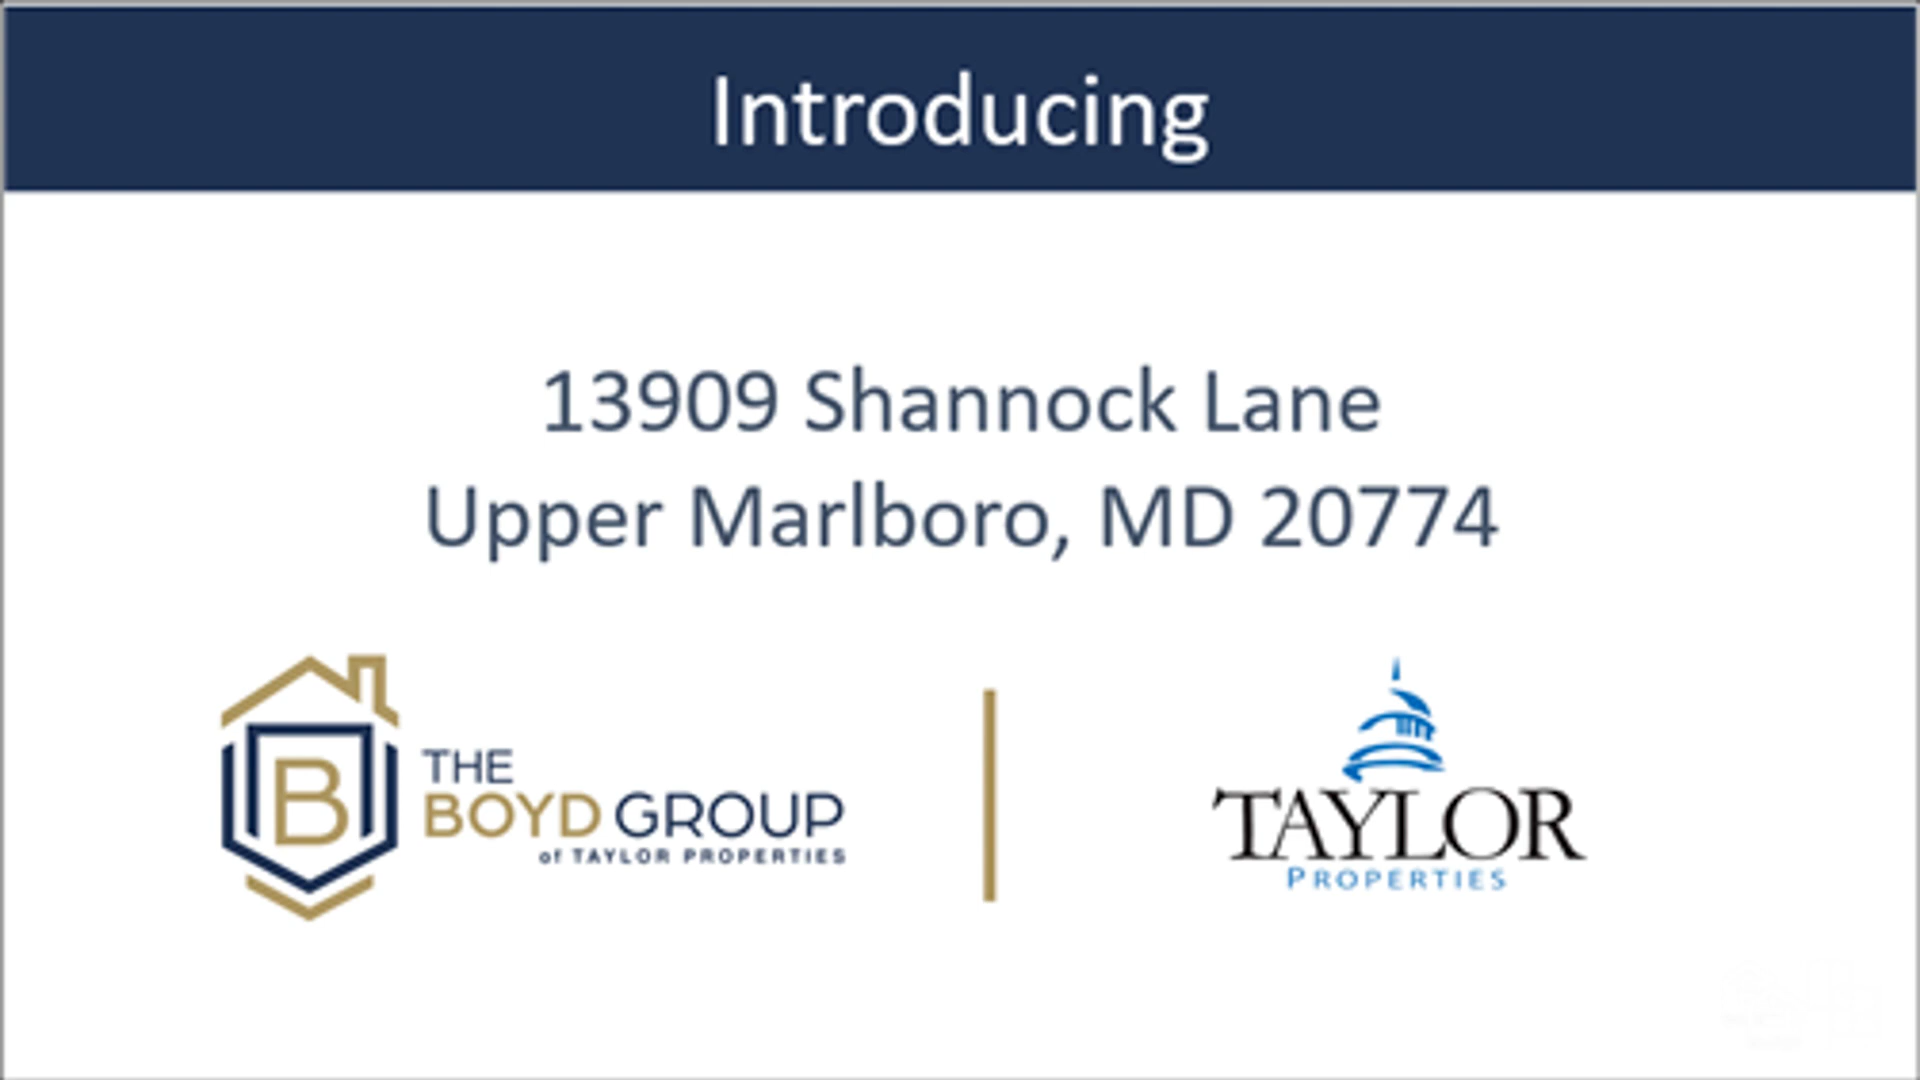 Introducing
13909 Shannock Lane
Upper Marlboro, MD 20774
B
THE
BOYD GROUP
of TAYLOR PROPERTIES
TAYLOR
PROPERTIES